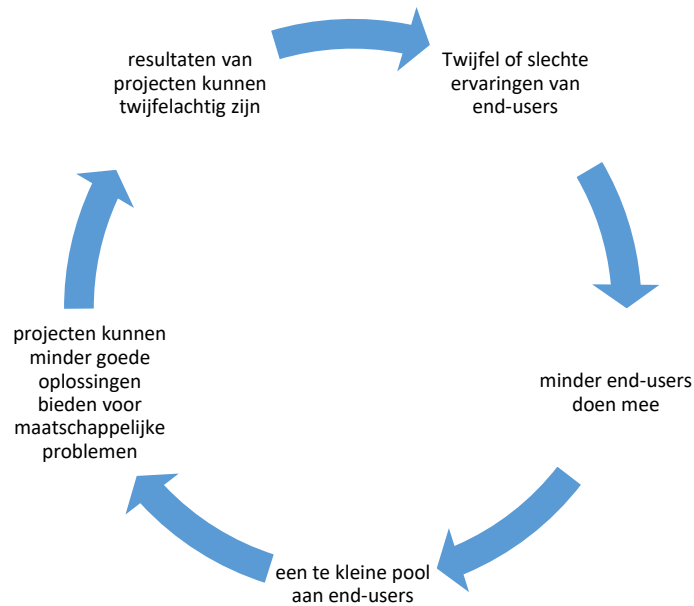 resultaten van
projecten kunnen
twijfelachtig zijn
Twijfel of slechte
ervaringen van
end-users
minder end-users
doen mee
een te kleine pool
aan end-users
projecten kunnen
minder goede
oplossingen
bieden voor
maatschappelijke
problemen